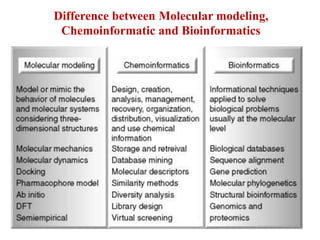 Difference between Molecular modeling,
Chemoinformatic and Bioinformatics
Molecular modeling
Model or mimic the
behavior of molecules
and molecular systems
considering three-
dimensional structures
Molecular mechanics
Molecular dynamics
Docking
Pharmacophore model
Ab initio
DFT
Semiempirical
Chemoinformatics
Design, creation,
analysis, management,
recovery, organization,
distribution, visualization
and use chemical
information
Storage and retreival
Database mining
Molecular descriptors
Similarity methods
Diversity analysis
Library design
Virtual screening
Bioinformatics
Informational techniques
applied to solve
biological problems
usually at the molecular
level
Biological databases
Sequence alignment
Gene prediction
Molecular phylogenetics
Structural bioinformatics
Genomics and
proteomics